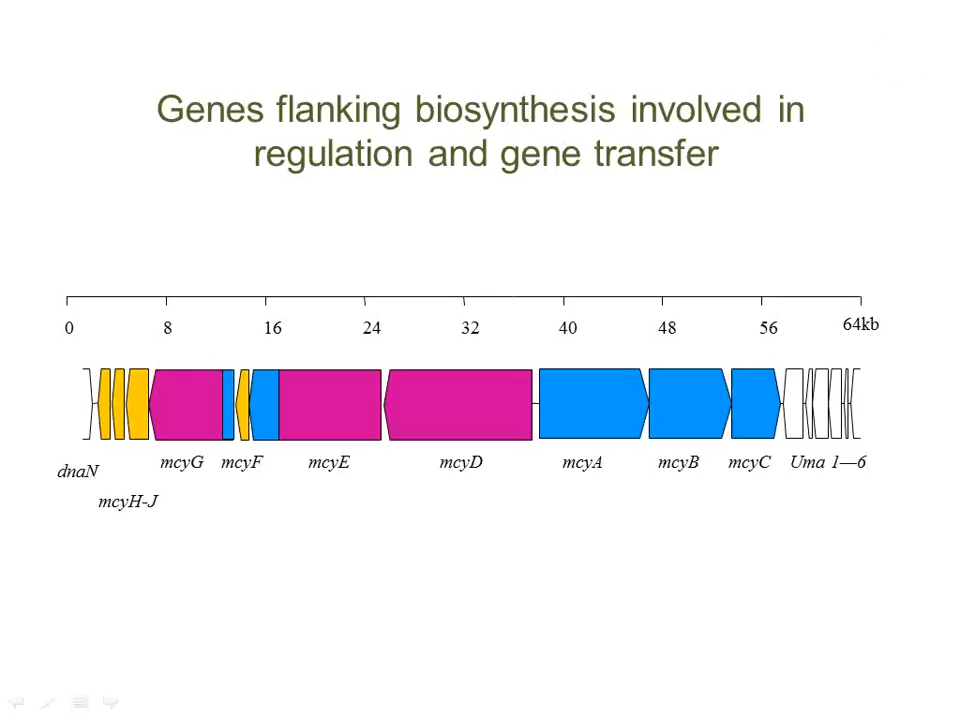 Genes flanking biosynthesis involved in
regulation and gene transfer
0 8 16 24 32 40 48 56 64kb
mcyG mcyF mcyE mcyD mcyA mcyB mcyC Uma 1—6
dnaN
mcyH-J